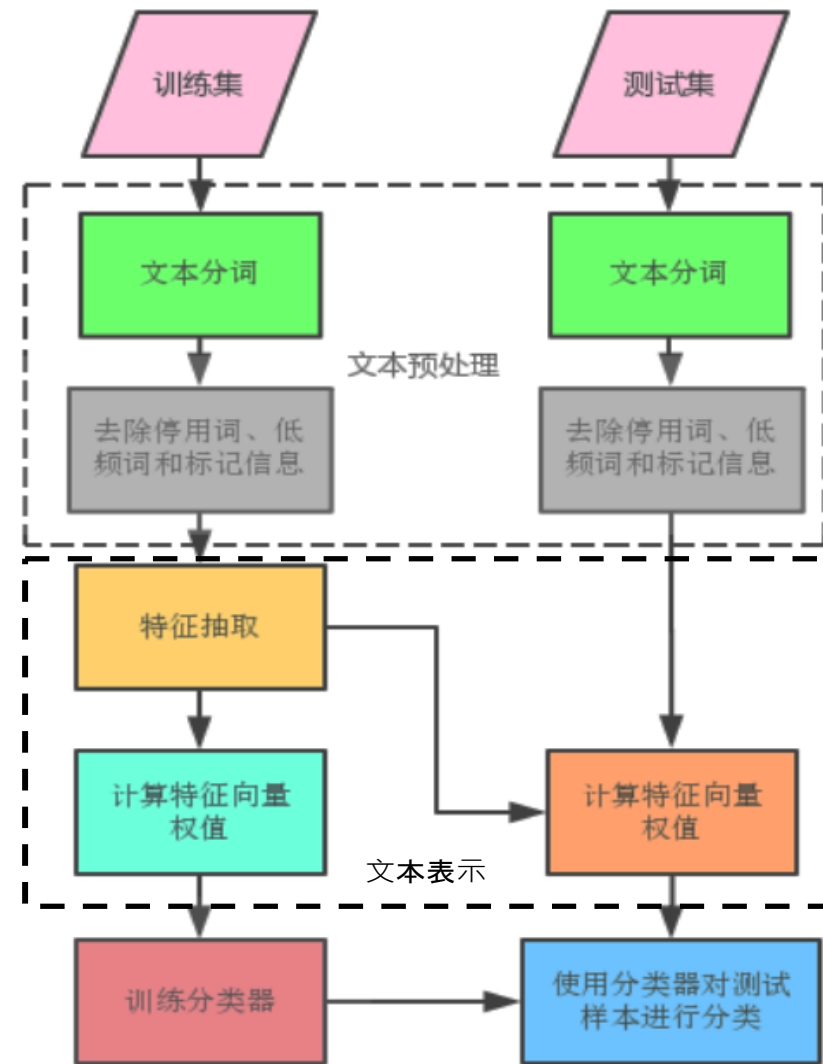 训练集
测试集
文本分词
文本分词
文本预处理
去除停用词、低
频词和标记信息
去除停用词、低
频词和标记信息
特征抽取
计算特征向量
权值
计算特征向量
权值
文本表示
训练分类器
使用分类器对测试
样本进行分类